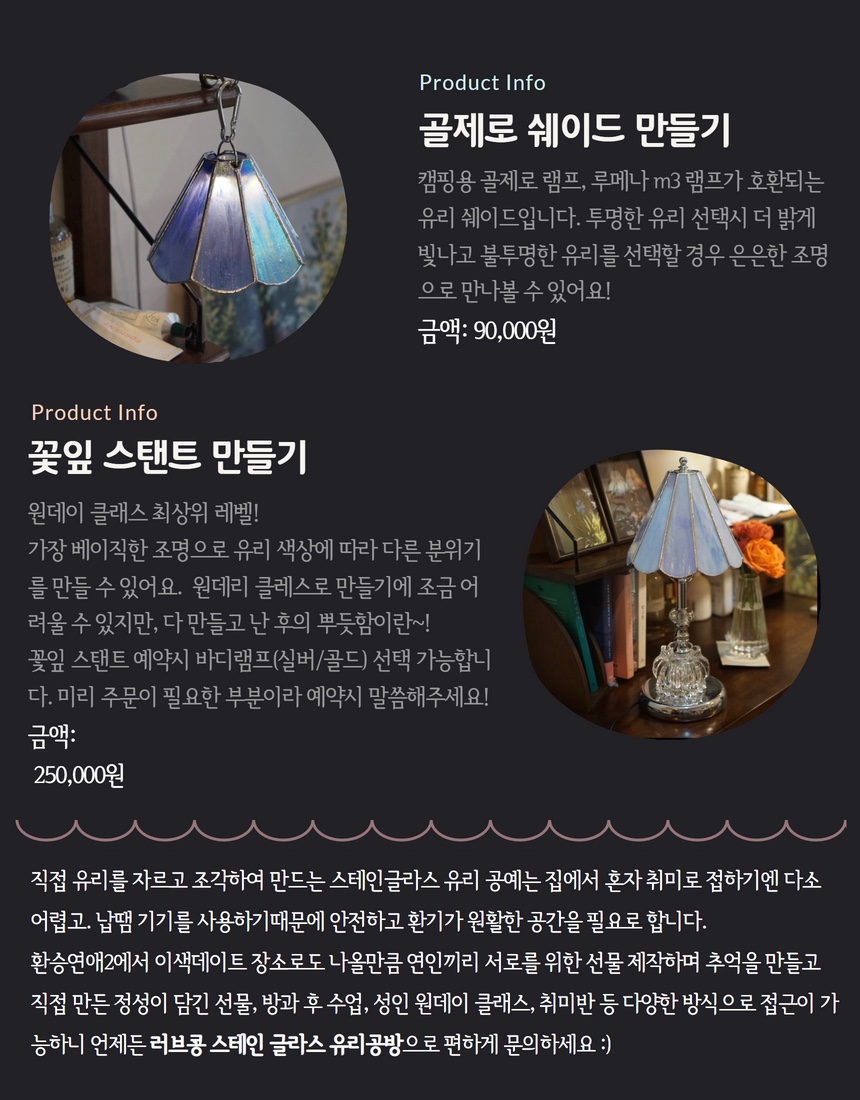 Product Info
골제로 쉐이드 만들기
캠핑용 골제로 램프, 루메나 m3 램프가 호환되는
유리 쉐이드입니다. 투명한 유리 선택시 더 밝게
빛나고 불투명한 유리를 선택할 경우 은은한 조명
으로 만나볼 수 있어요!
금액: 90,000원
Product Info
꽃잎 스탠트 만들기
원데이 클래스 최상위 레벨!
가장 베이직한 조명으로 유리 색상에 따라 다른 분위기
를 만들 수 있어요. 원데리 클레스로 만들기에 조금 어
려울 수 있지만, 다 만들고 난 후의 뿌듯함이란~!
꽃잎 스탠트 예약시 바디램프(실버/골드) 선택 가능합니
다. 미리 주문이 필요한 부분이라 예약시 말씀해주세요!
금액:
250,000원
직접 유리를 자르고 조각하여 만드는 스테인글라스 유리 공예는 집에서 혼자 취미로 접하기엔 다소
어렵고. 납땜 기기를 사용하기때문에 안전하고 환기가 원활한 공간을 필요로 합니다.
환승연애2에서 이색데이트 장소로도 나올만큼 연인끼리 서로를 위한 선물 제작하며 추억을 만들고
직접 만든 정성이 담긴 선물, 방과 후 수업, 성인 원데이 클래스, 취미반 등 다양한 방식으로 접근이 가
능하니 언제든 러브콩 스테인 글라스 유리공방으로 편하게 문의하세요 :)